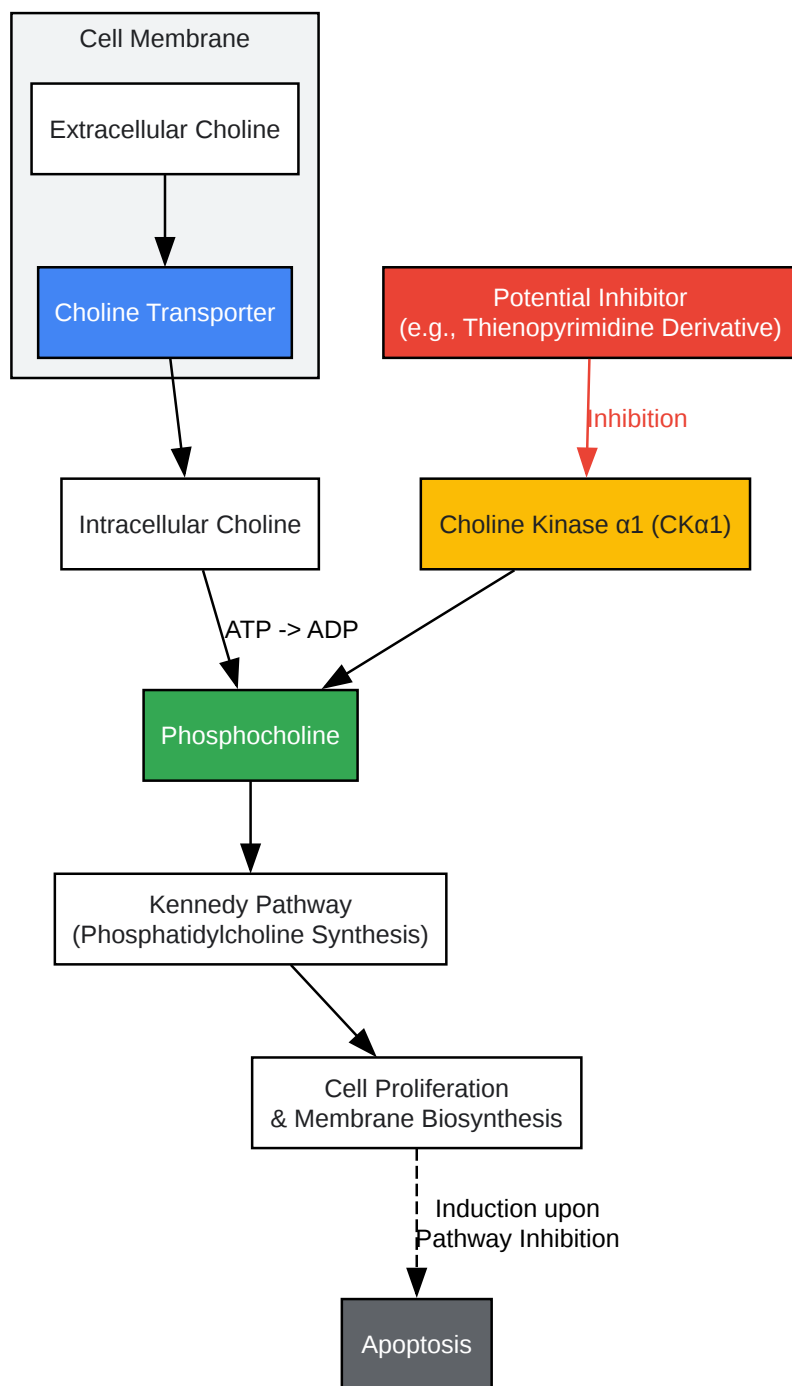 Cell Membrane
Extracellular Choline
Choline Transporter
Potential Inhibitor
(e.g., Thienopyrimidine Derivative)
Inhibition
Intracellular Choline
Choline Kinase α1 (CKα1)
ATP -> ADP
Phosphocholine
Kennedy Pathway
(Phosphatidylcholine Synthesis)
Cell Proliferation
& Membrane Biosynthesis
Induction upon
Pathway Inhibition
Apoptosis